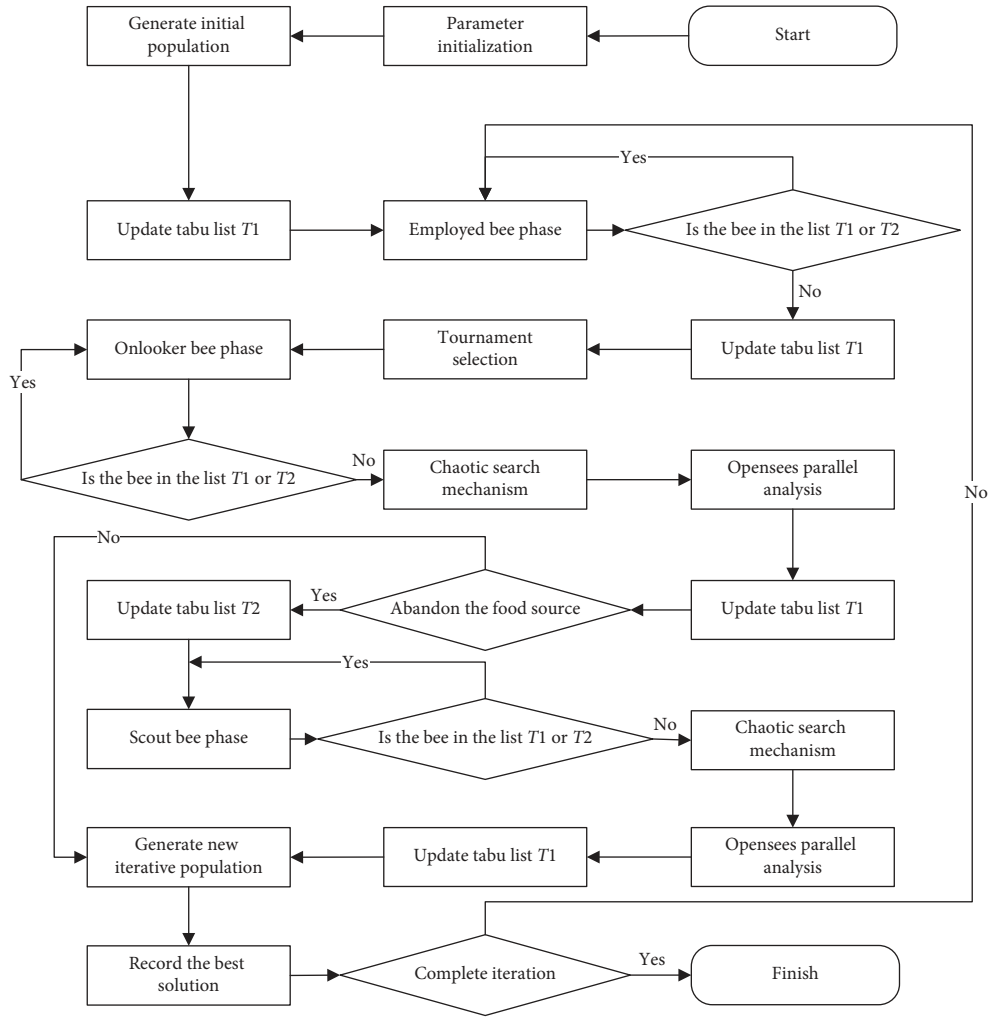 Generate initial
population
Parameter
initialization
Start
Yes
Update tabu list T1
Employed bee phase
Is the bee in the list T1 or T2
No
Onlooker bee phase
Tournament
selection
Update tabu list T1
Yes
Is the bee in the list T1 or T2
No
Chaotic search
mechanism
Opensees parallel
analysis
No
No
Update tabu list T2
Yes
Abandon the food source
Update tabu list T1
Yes
Scout bee phase
Is the bee in the list T1 or T2
No
Chaotic search
mechanism
Generate new
iterative population
Update tabu list T1
Opensees parallel
analysis
Record the best
solution
Complete iteration
Yes
Finish